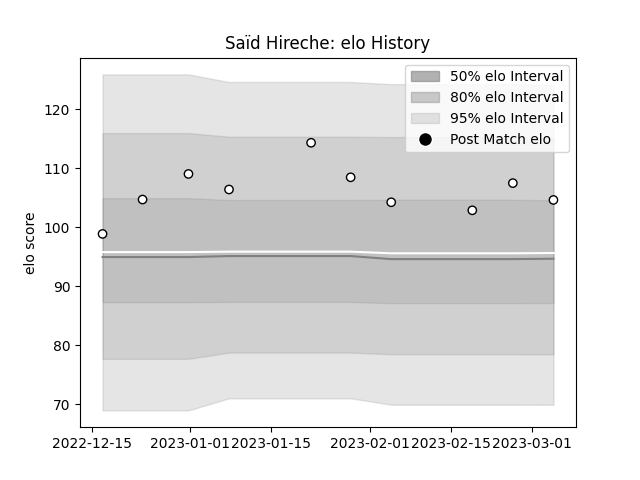 Saïd Hireche: elo History
50% elo Interval
80% elo Interval
95% elo Interval
Post Match elo
elo score
120
110
100
90
80
70
2022-12-15 2023-01-01 2023-01-15 2023-02-01 2023-02-15 2023-03-01